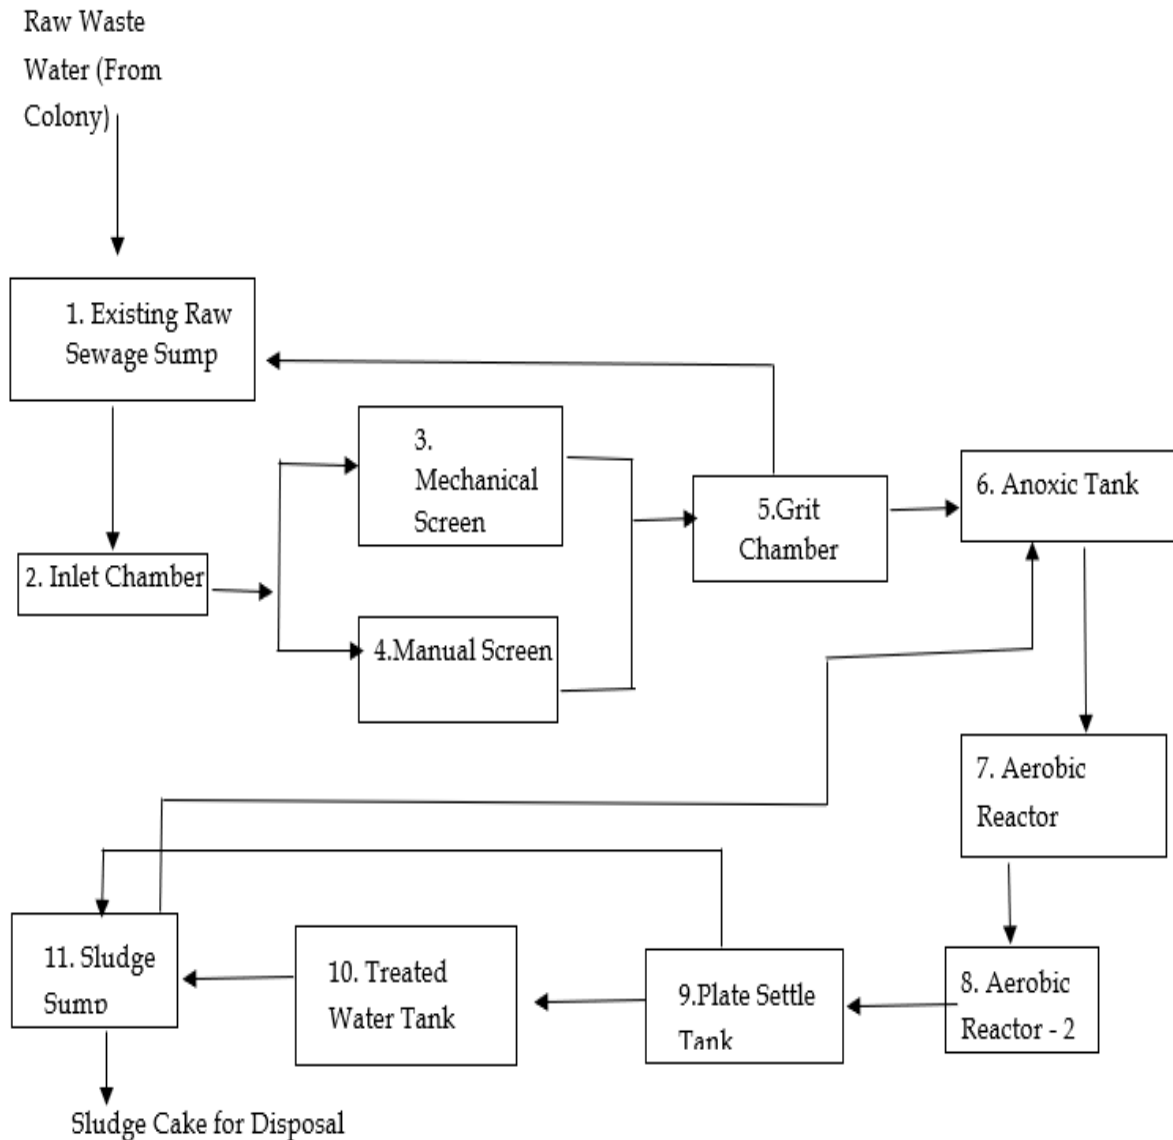 Raw Waste
Water (From
Colony)
1. Existing Raw
Sewage Sump
3.
Mechanical
Screen
6. Anoxic Tank
5.Grit
Chamber
2. Inlet Chamber
4.Manual Screen
7. Aerobic
Reactor
11. Sludge
Sump
10. Treated
Water Tank
9.Plate Settle
Tank
8. Aerobic
Reactor - 2
Sludge Cake for Disposal